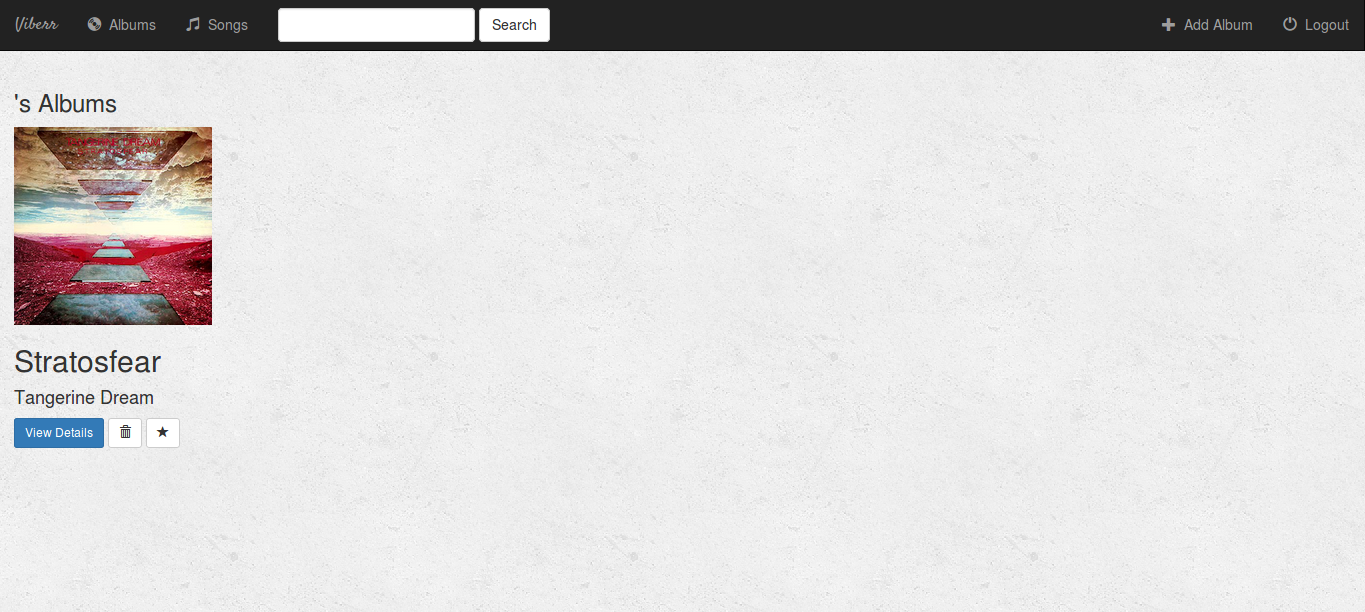 Viberr Albums Songs Search Add Album Logout
's Albums
TANGERINE DREAM
Stratosfear
Tangerine Dream
View Details